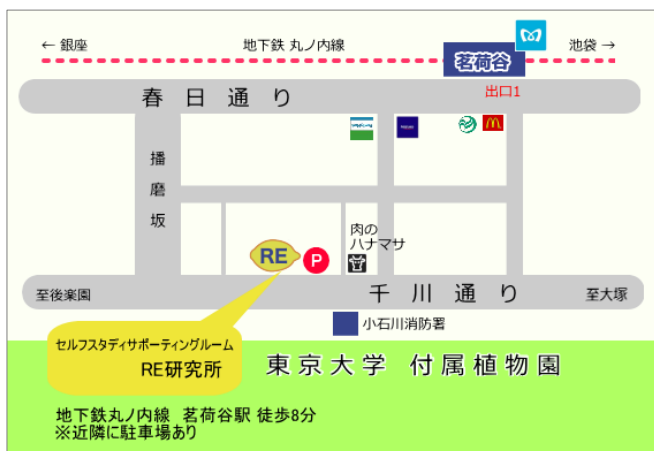 ← 銀座
地下鉄 丸ノ内線
池袋 →
茗荷谷
出口1
春日通り
播磨坂
肉の
ハナマサ
RE
P
至後楽園
千川通り
至大塚
小石川消防署
セルフスタディサポーティングルーム
RE研究所
東京大学 付属植物園
地下鉄丸ノ内線 茗荷谷駅 徒歩8分
※近隣に駐車場あり